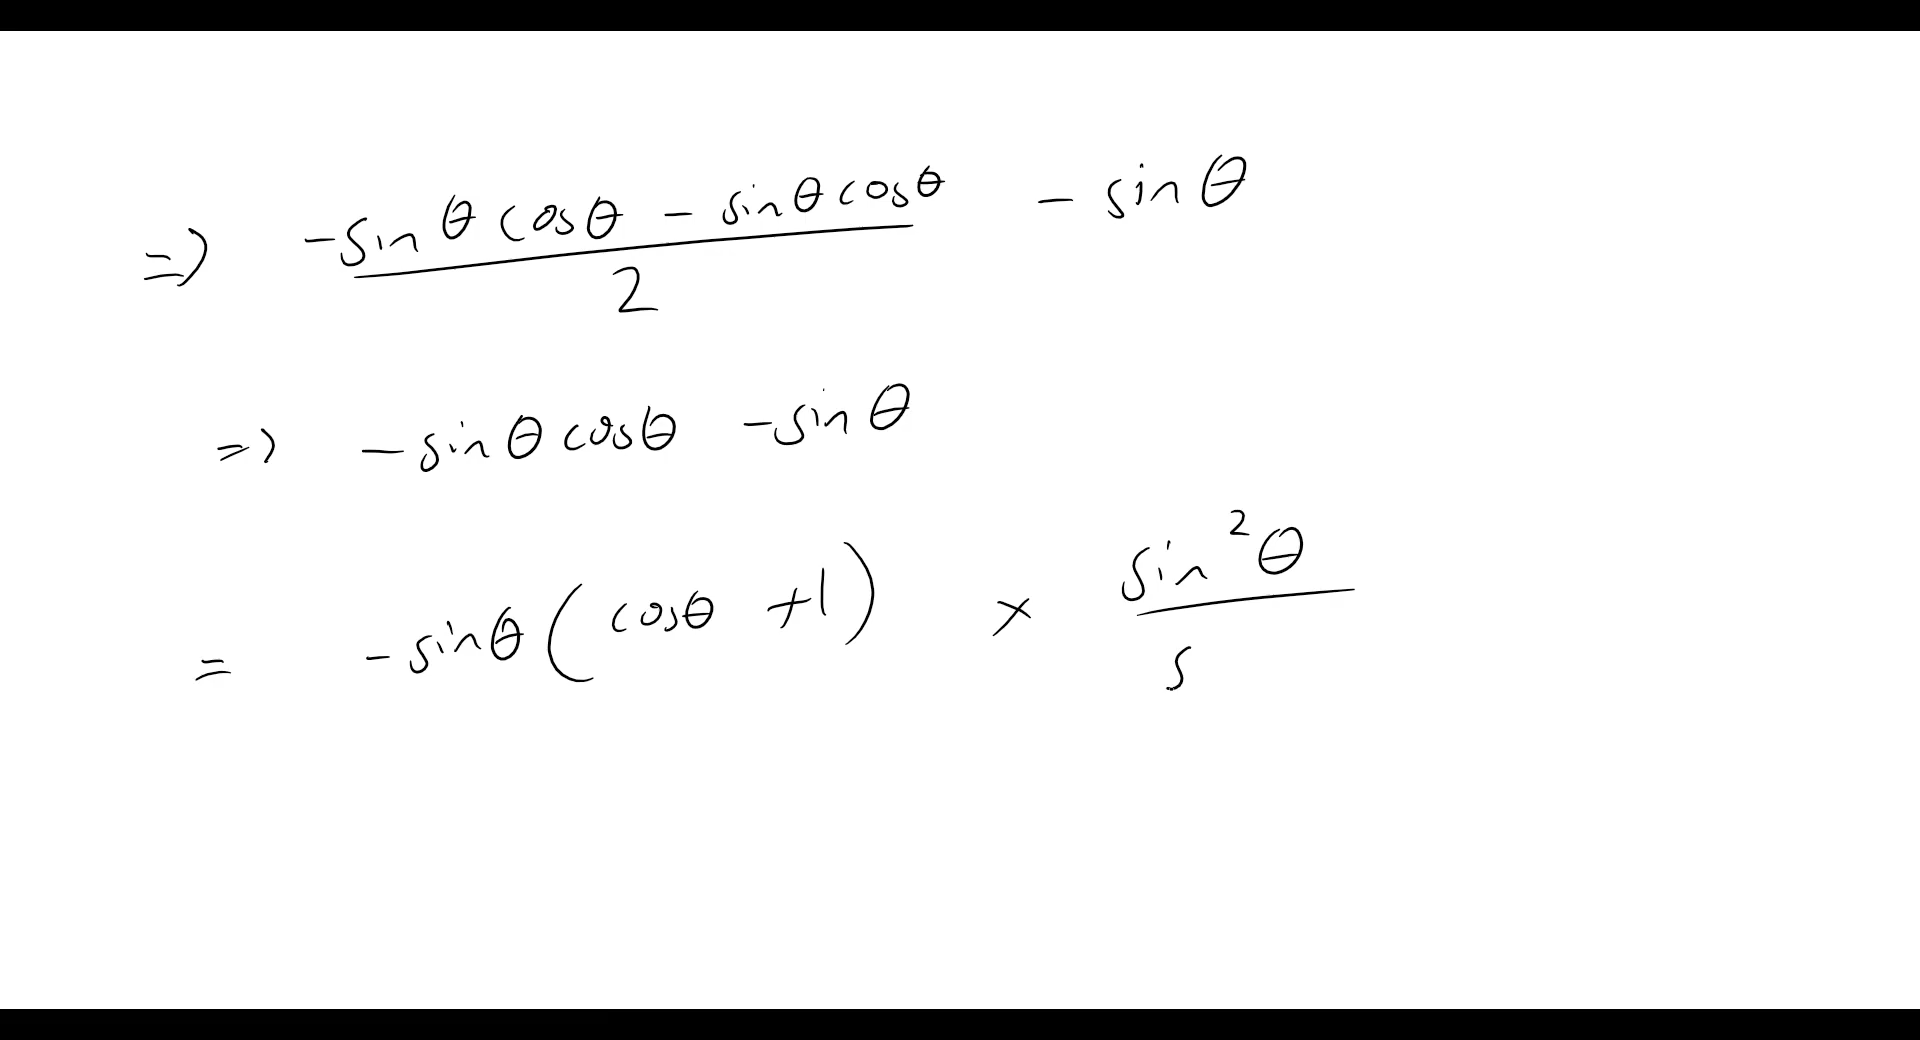 => (-sinθ cosθ - sinθ cosθ)/2 - sinθ
=> -sinθ cosθ -sinθ
= -sinθ (cosθ +1) × sin²θ/s